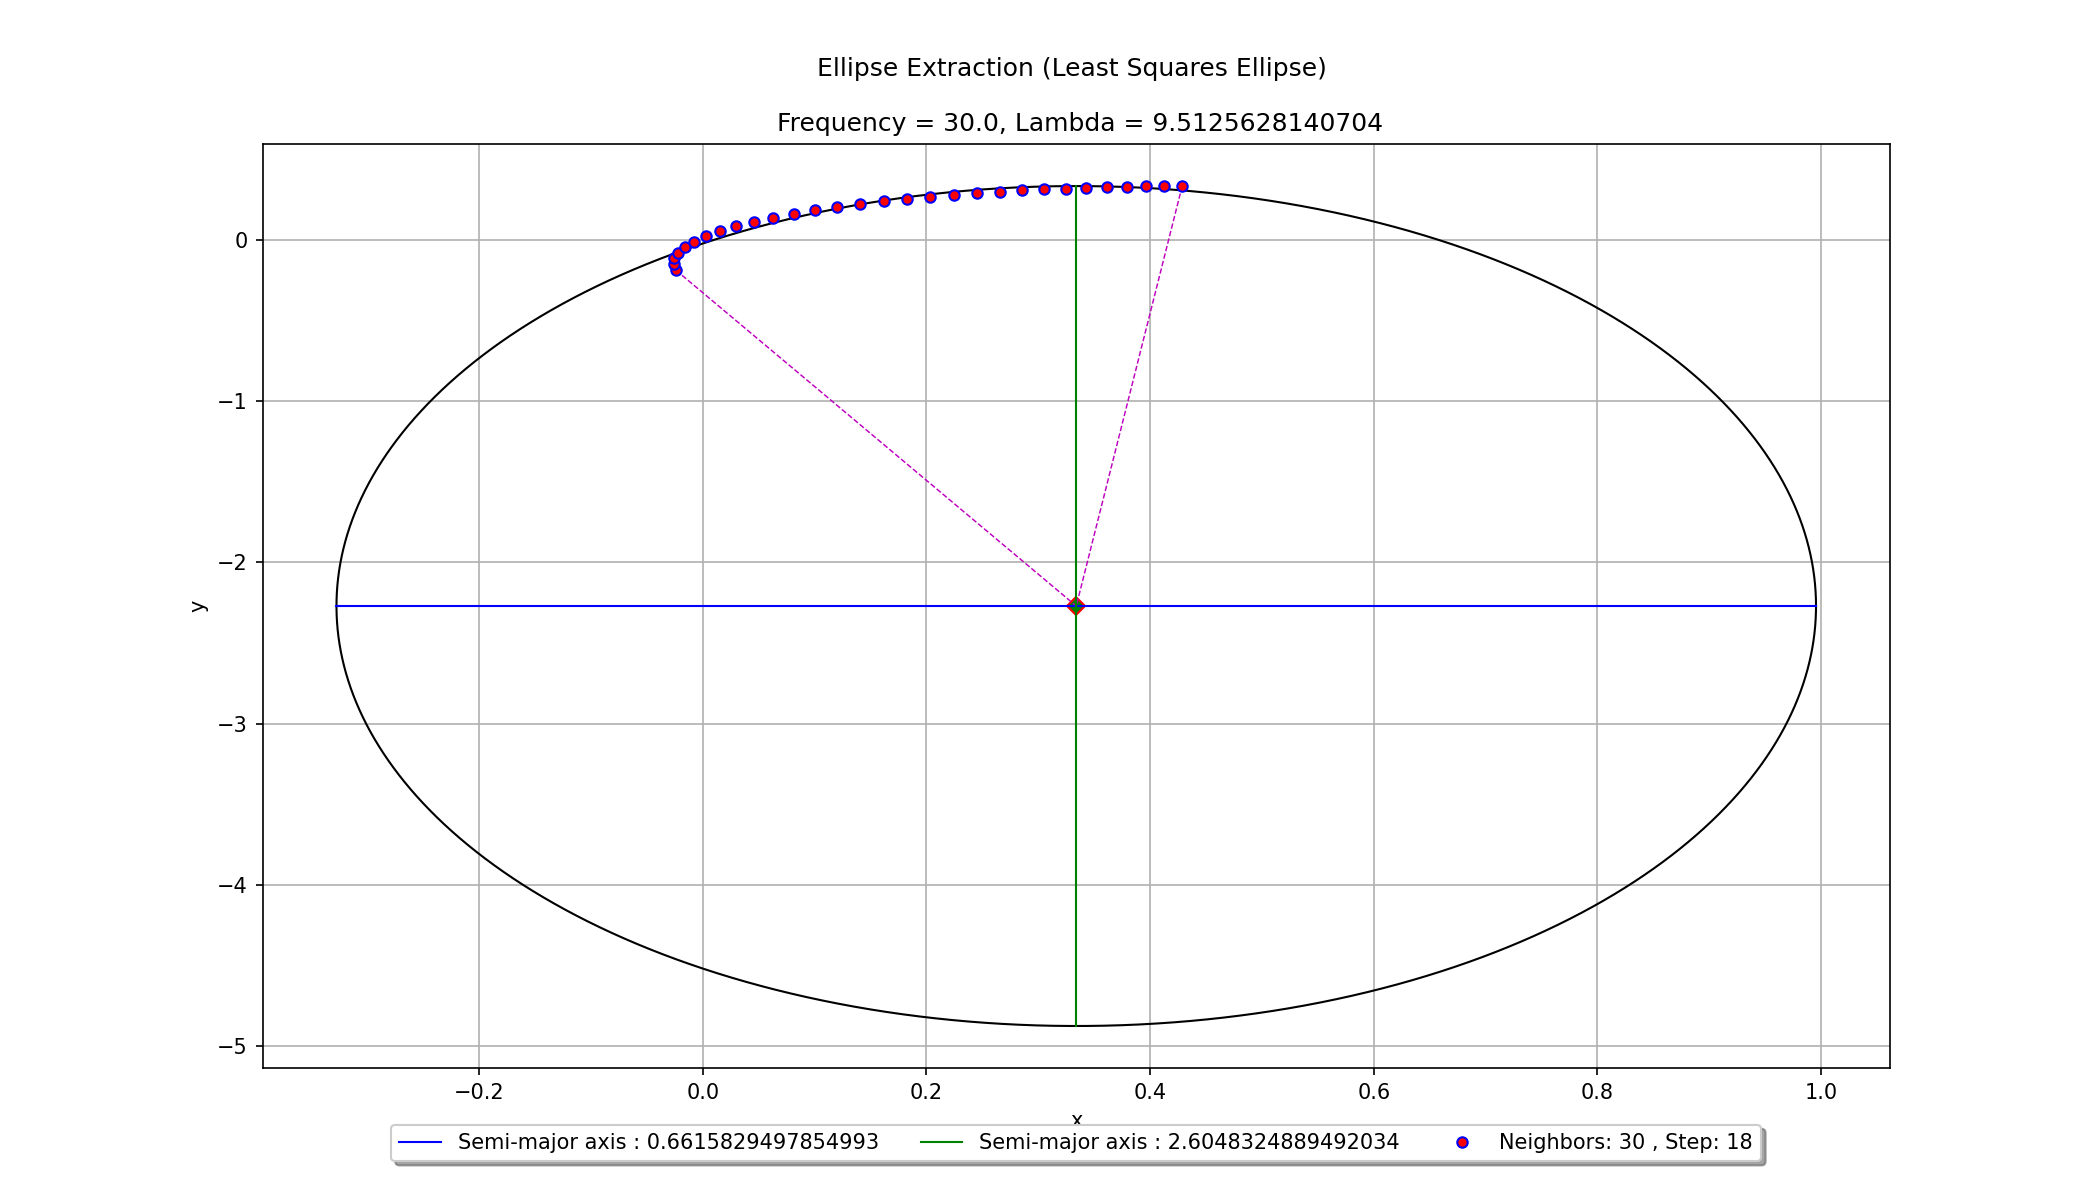 Ellipse Extraction (Least Squares Ellipse)
Frequency = 30.0, Lambda = 9.5125628140704
0
−1
−2
−3
−4
−5
y
−0.2 0.0 0.2 0.4 0.6 0.8 1.0
x
Semi-major axis : 0.6615829497854993 Semi-major axis : 2.6048324889492034 Neighbors: 30 , Step: 18